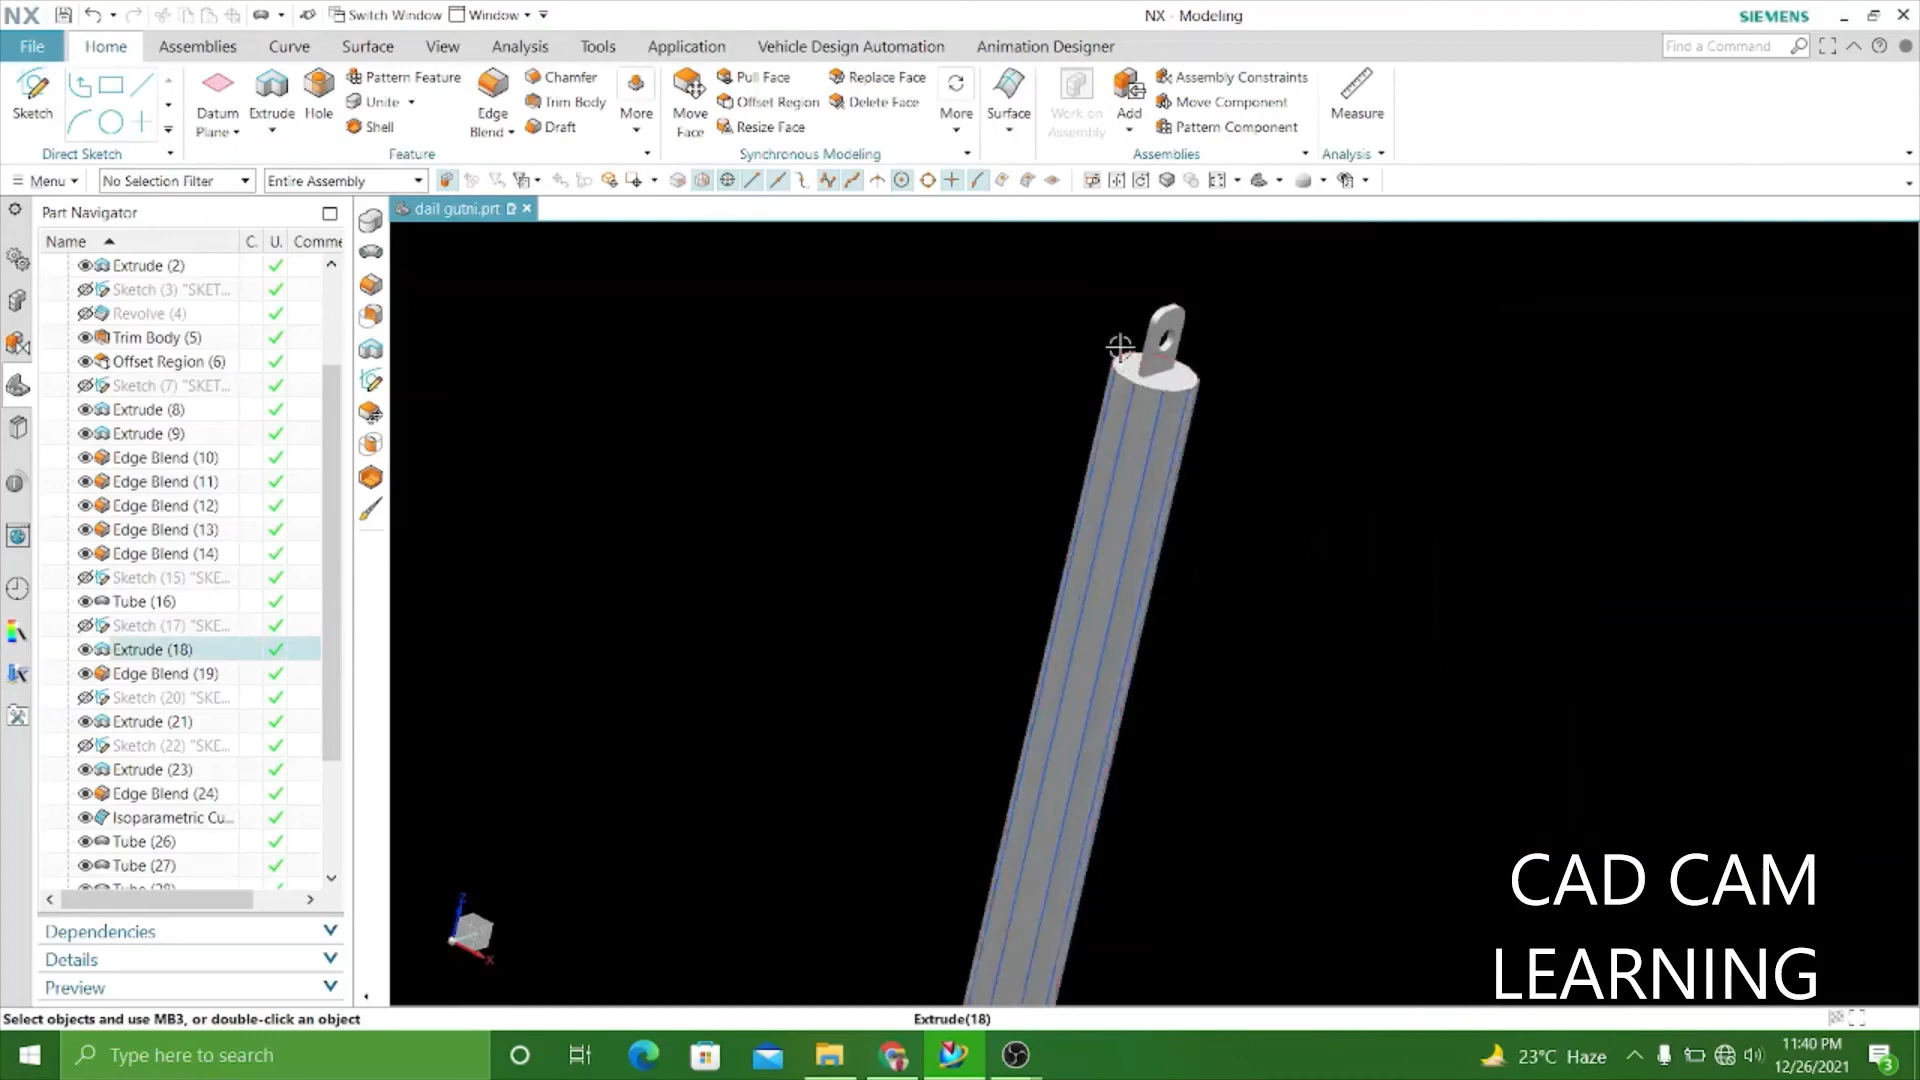 NX
Switch Window
Window
NX - Modeling
SIEMENS
File
Home
Assemblies
Curve
Surface
View
Analysis
Tools
Application
Vehicle Design Automation
Animation Designer
Find a Command
Sketch
Direct Sketch
Datum
Plane
Extrude
Hole
Pattern Feature
Unite
Shell
Edge
Blend
Chamfer
Trim Body
Draft
More
Feature
Move
Face
Pull Face
Offset Region
Resize Face
Replace Face
Delete Face
More
Synchronous Modeling
Surface
Work on
Assembly
Add
Assembly Constraints
Move Component
Pattern Component
Assemblies
Measure
Analysis
Menu
No Selection Filter
Entire Assembly
Part Navigator
dail gutni.prt
Name
C.
U.
Comme
Extrude (2)
Sketch (3) "SKET...
Revolve (4)
Trim Body (5)
Offset Region (6)
Sketch (7) "SKET...
Extrude (8)
Extrude (9)
Edge Blend (10)
Edge Blend (11)
Edge Blend (12)
Edge Blend (13)
Edge Blend (14)
Sketch (15) "SKE...
Tube (16)
Sketch (17) "SKE...
Extrude (18)
Edge Blend (19)
Sketch (20) "SKE...
Extrude (21)
Sketch (22) "SKE...
Extrude (23)
Edge Blend (24)
Isoparametric Cu...
Tube (26)
Tube (27)
Tube (28)
Dependencies
Details
Preview
Z
X
CAD CAM
LEARNING
Select objects and use MB3, or double-click an object
Extrude(18)
Type here to search
23°C Haze
11:40 PM
12/26/2021
3